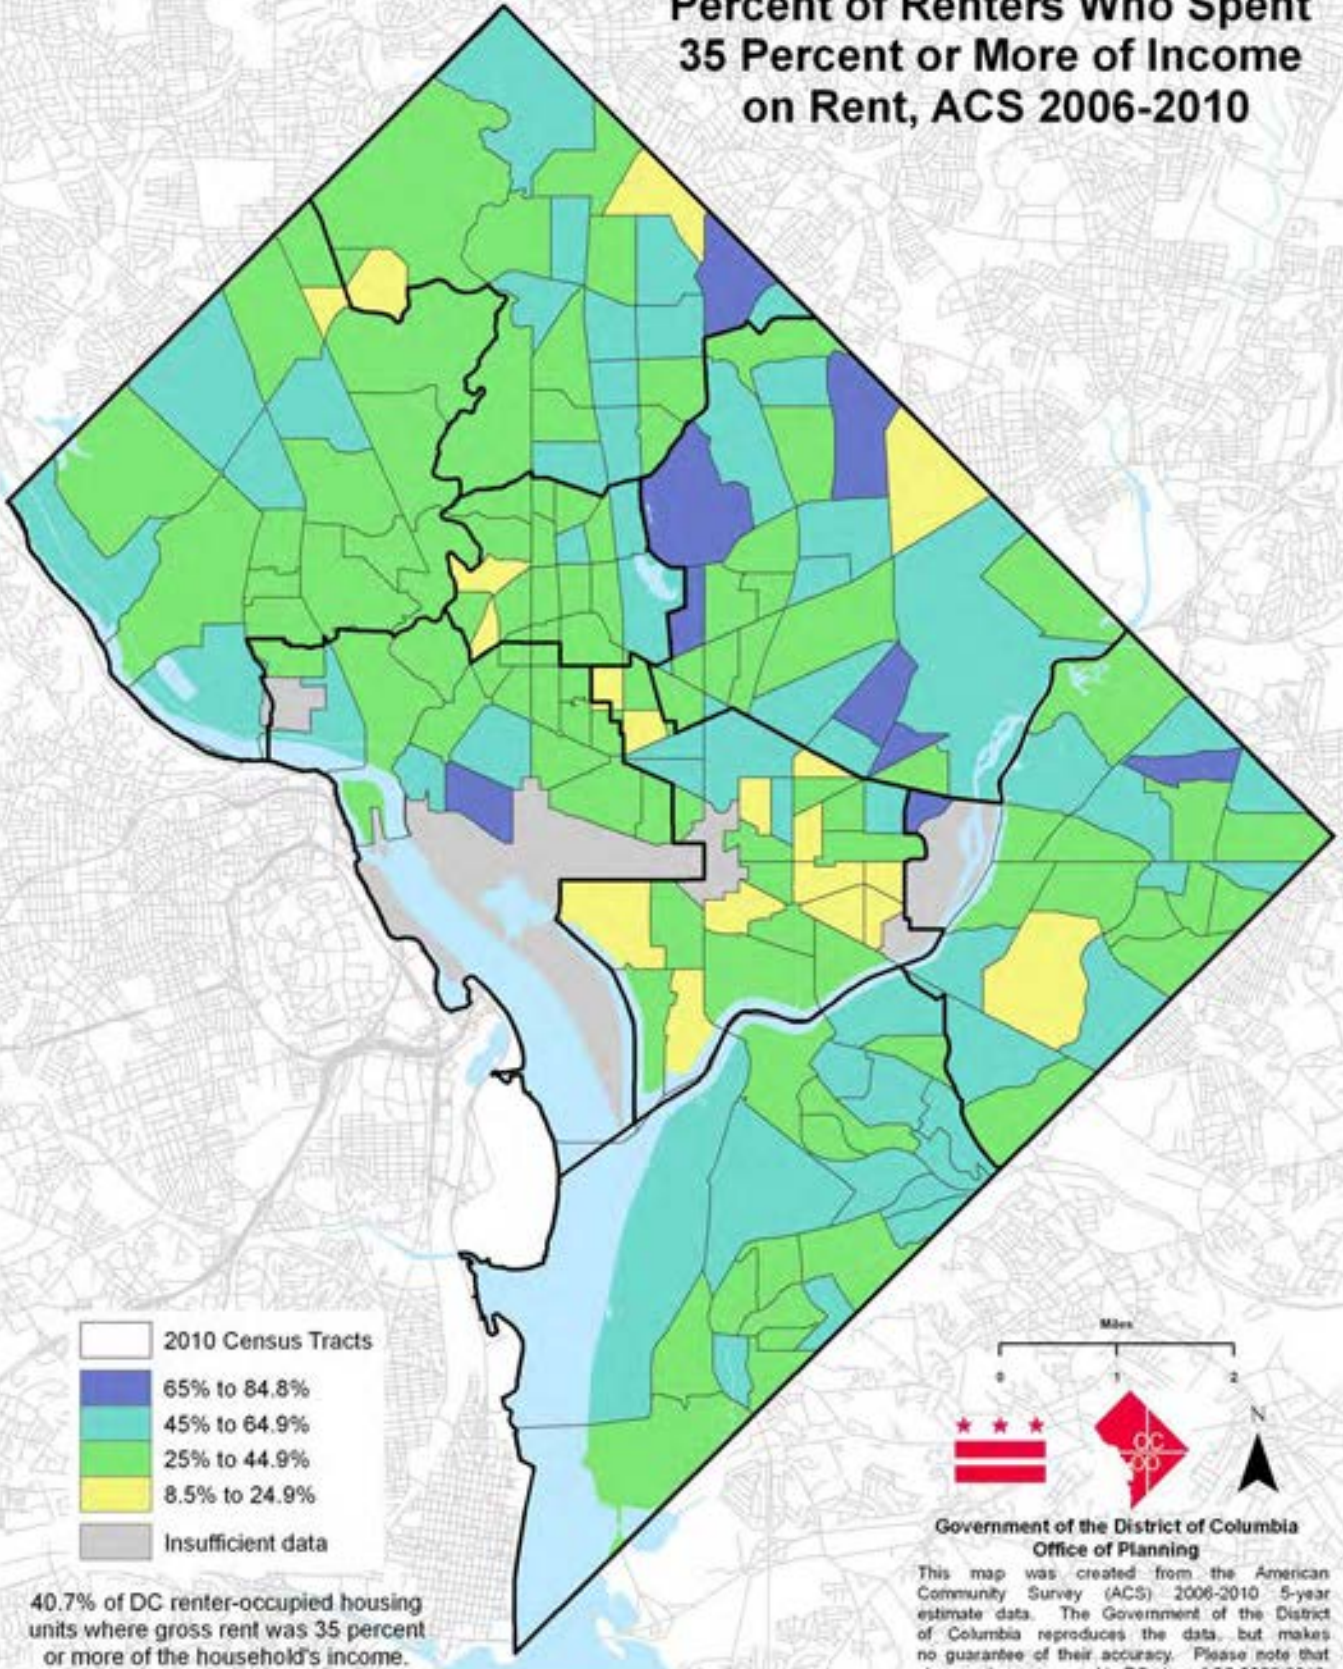 Percent of Renters Who Spent
35 Percent or More of Income
on Rent, ACS 2006-2010
2010 Census Tracts
65% to 84.8%
45% to 64.9%
25% to 44.9%
8.5% to 24.9%
Insufficient data
40.7% of DC renter-occupied housing
units where gross rent was 35 percent
or more of the household's income.
Miles
0 1 2
N
DC
OP
Government of the District of Columbia
Office of Planning
This map was created from the American
Community Survey (ACS) 2006-2010 5-year
estimate data. The Government of the District
of Columbia reproduces the data, but makes
no guarantee of their accuracy. Please note that